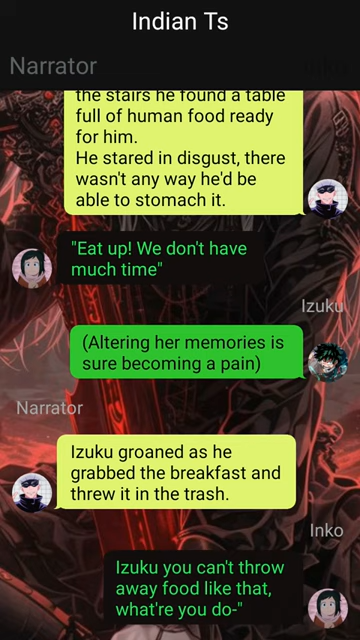 Indian Ts
Narrator
Inko
the stairs he found a table
full of human food ready
for him.
He stared in disgust, there
wasn't any way he'd be
able to stomach it.
"Eat up! We don't have
much time"
Izuku
(Altering her memories is
sure becoming a pain)
Narrator
Izuku groaned as he
grabbed the breakfast and
threw it in the trash.
Inko
Izuku you can't throw
away food like that,
what're you do-"